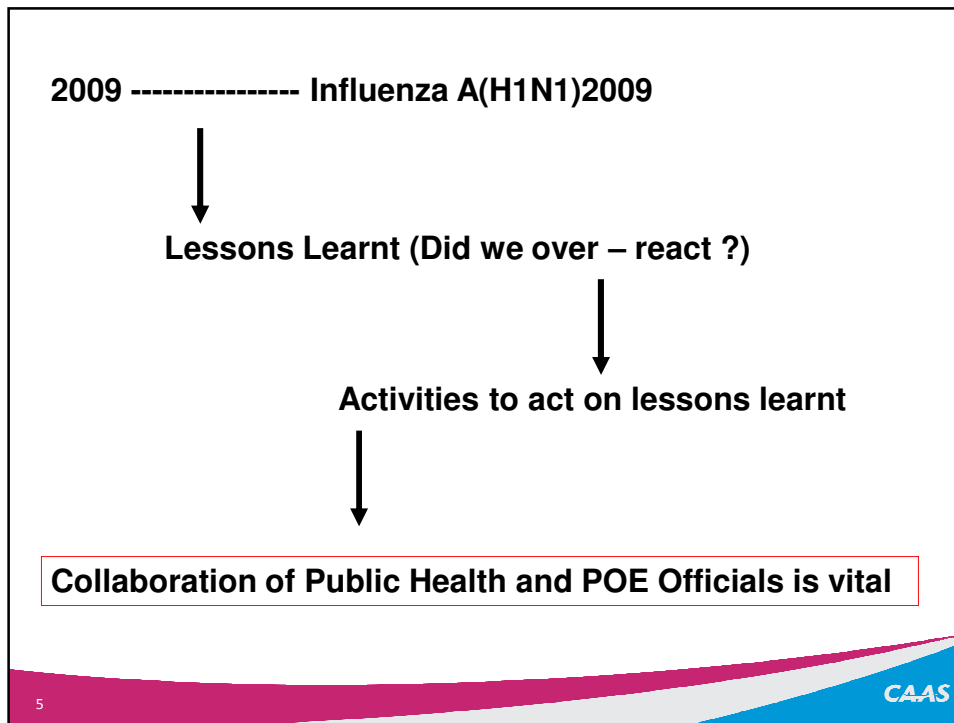 2009 ---------------- Influenza A(H1N1)2009
Lessons Learnt (Did we over – react ?)
Activities to act on lessons learnt
Collaboration of Public Health and POE Officials is vital
5
CAAS